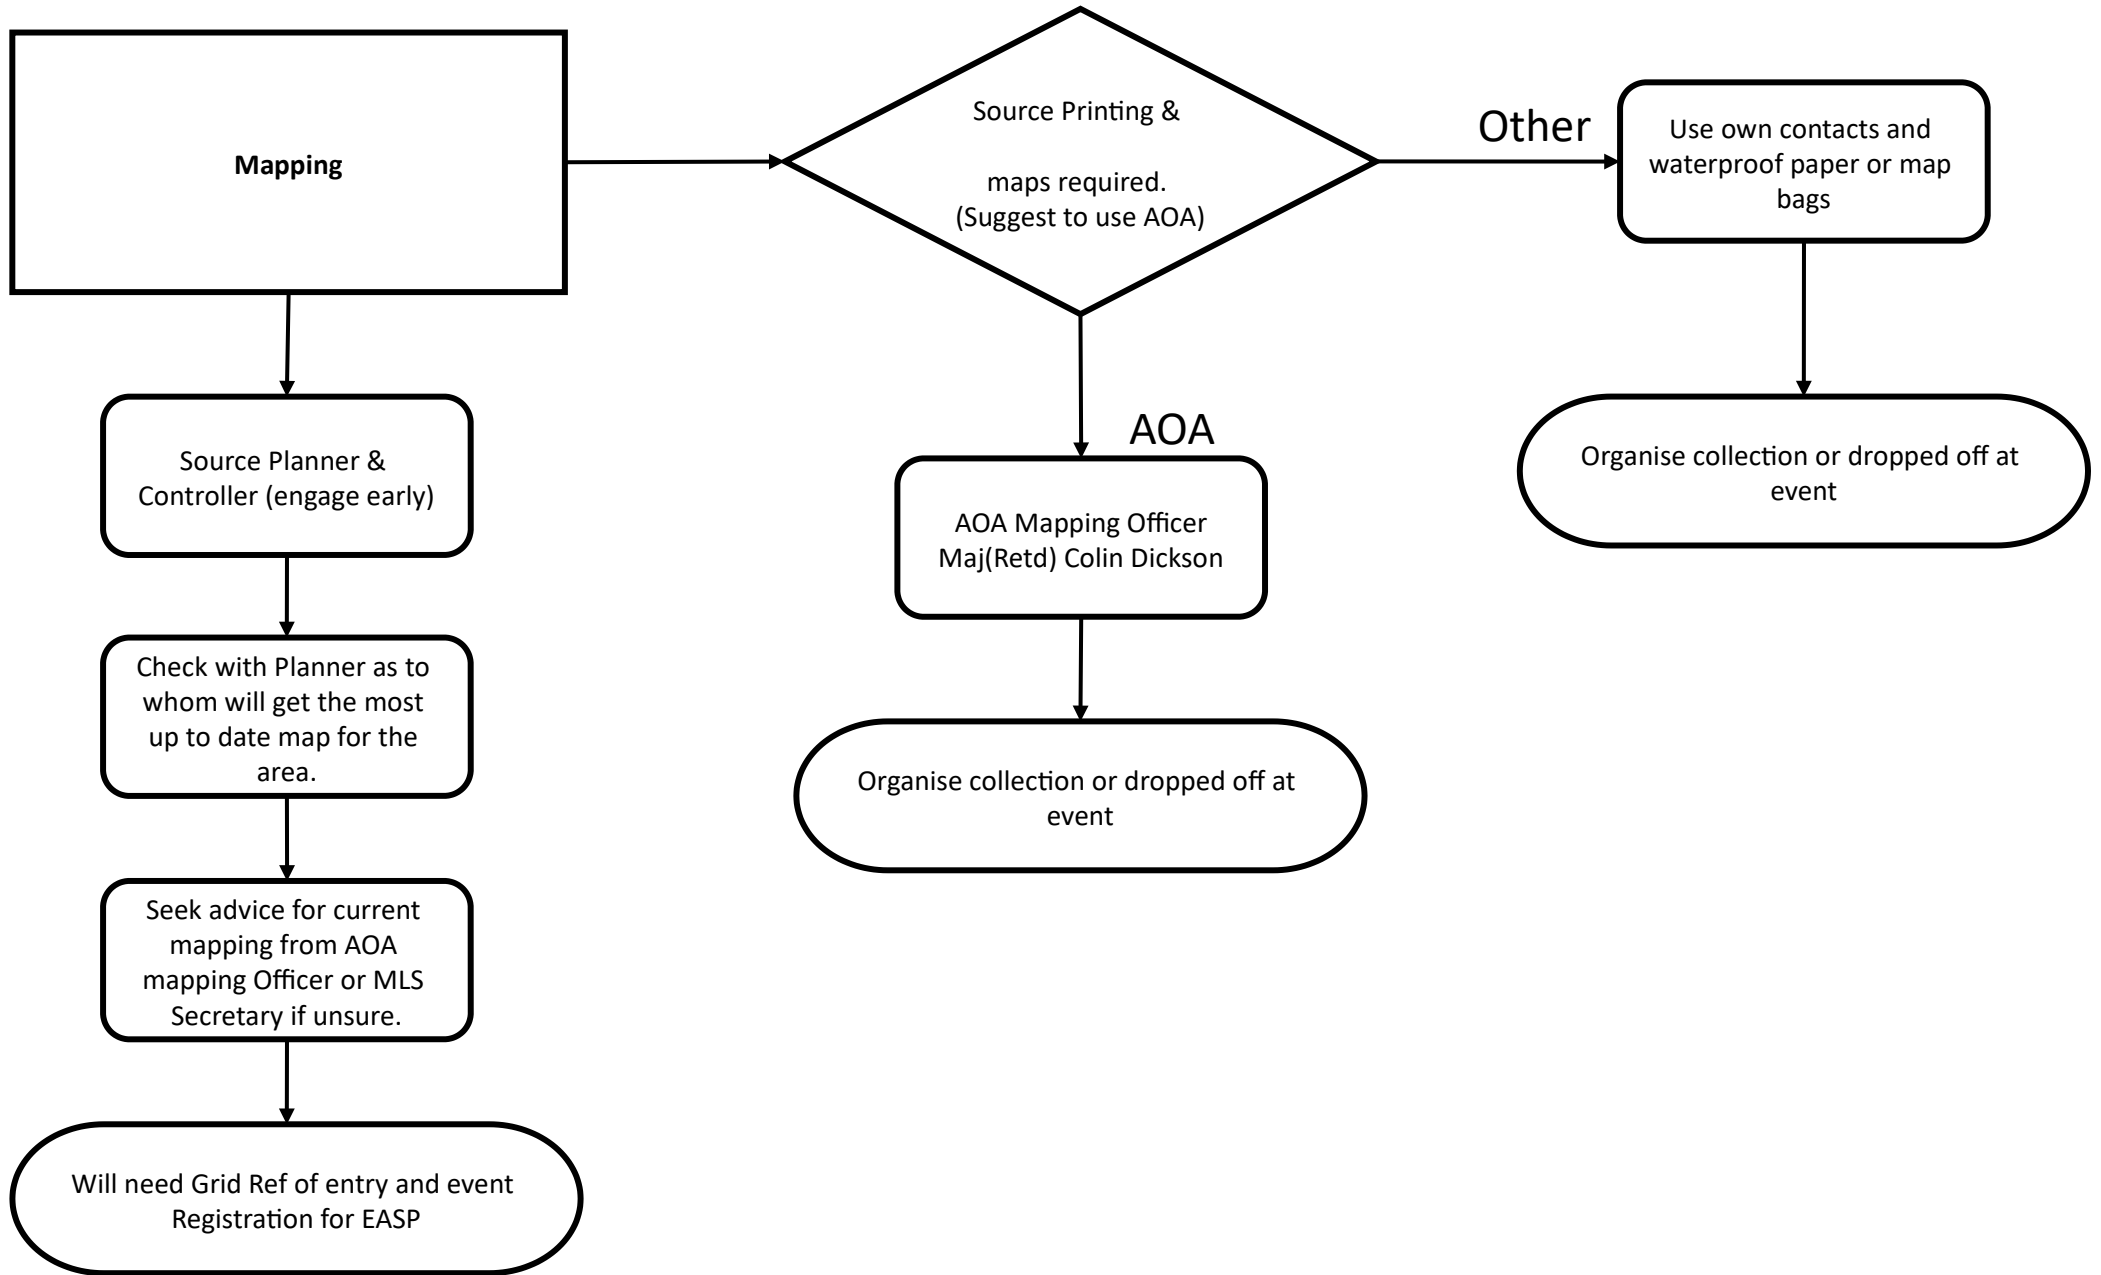 Mapping
Source Printing &
maps required.
(Suggest to use AOA)
Other
Use own contacts and
waterproof paper or map
bags
Organise collection or dropped off at
event
AOA
AOA Mapping Officer
Maj(Retd) Colin Dickson
Organise collection or dropped off at
event
Source Planner &
Controller (engage early)
Check with Planner as to
whom will get the most
up to date map for the
area.
Seek advice for current
mapping from AOA
mapping Officer or MLS
Secretary if unsure.
Will need Grid Ref of entry and event
Registration for EASP